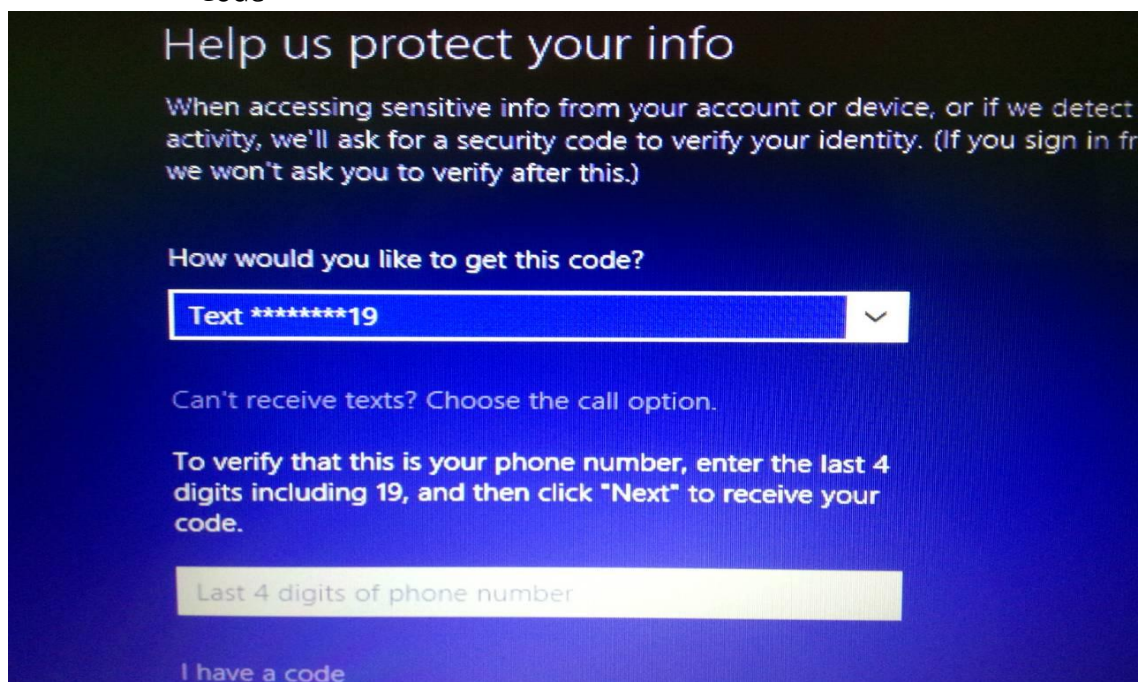 Help us protect your info
When accessing sensitive info from your account or device, or if we detect
activity, we'll ask for a security code to verify your identity. (If you sign in
we won't ask you to verify after this.)
How would you like to get this code?
Text ********19
Can't receive texts? Choose the call option.
To verify that this is your phone number, enter the last 4
digits including 19, and then click "Next" to receive your
code.
Last 4 digits of phone number
I have a code